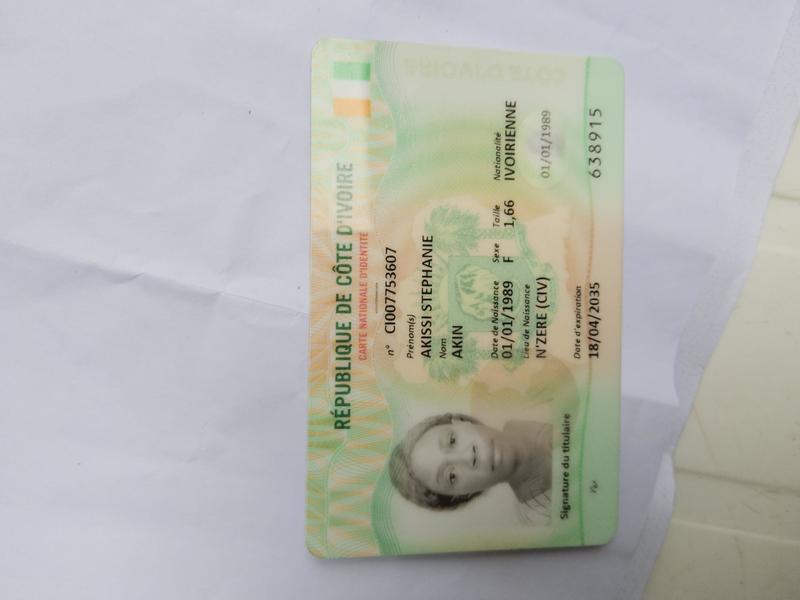 RÉPUBLIQUE DE CÔTE D'IVOIRE
CARTE NATIONALE D'IDENTITÉ
n° CI007753607
Prénom(s)
AKISSI STEPHANIE
Nom
AKIN
Date de Naissance Sexe Taille Nationalité
01/01/1989 F 1,66 IVOIRIENNE
Lieu de Naissance
N'ZERE (CIV)
01/01/1989
Signature du titulaire
Date d'expiration
18/04/2035
638915
CÔTE D'IVOIRE